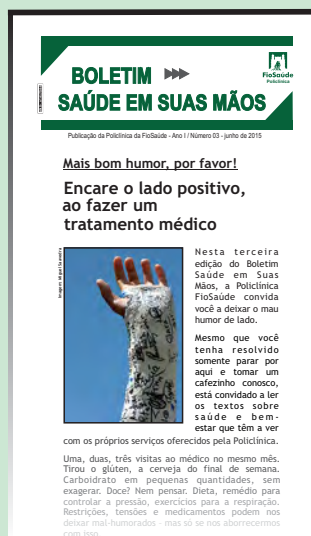 BOLETIM
SAÚDE EM SUAS MÃOS
FioSaúde
Policlínica
Publicação da Policlínica da FioSaúde - Ano I / Número 03 - junho de 2015
Mais bom humor, por favor!
Encare o lado positivo,
ao fazer um
tratamento médico
Imagem: Miguel Saavedra
Nesta terceira
edição do Boletim
Saúde em Suas
Mãos, a Policlínica
FioSaúde convida
você a deixar o mau
humor de lado.
Mesmo que você
tenha resolvido
somente parar por
aqui e tomar um
cafezinho conosco,
está convidado a ler
os textos sobre
saúde e bem-
estar que têm a ver
com os próprios serviços oferecidos pela Policlínica.
Uma, duas, três visitas ao médico no mesmo mês.
Tirou o glúten, a cerveja do final de semana.
Carboidrato em pequenas quantidades, sem
exagerar. Doce? Nem pensar. Dieta, remédio para
controlar a pressão, exercícios para a respiração.
Restrições, tensões e medicamentos podem nos
deixar mal-humorados - mas só se nos aborrecermos
com isso.